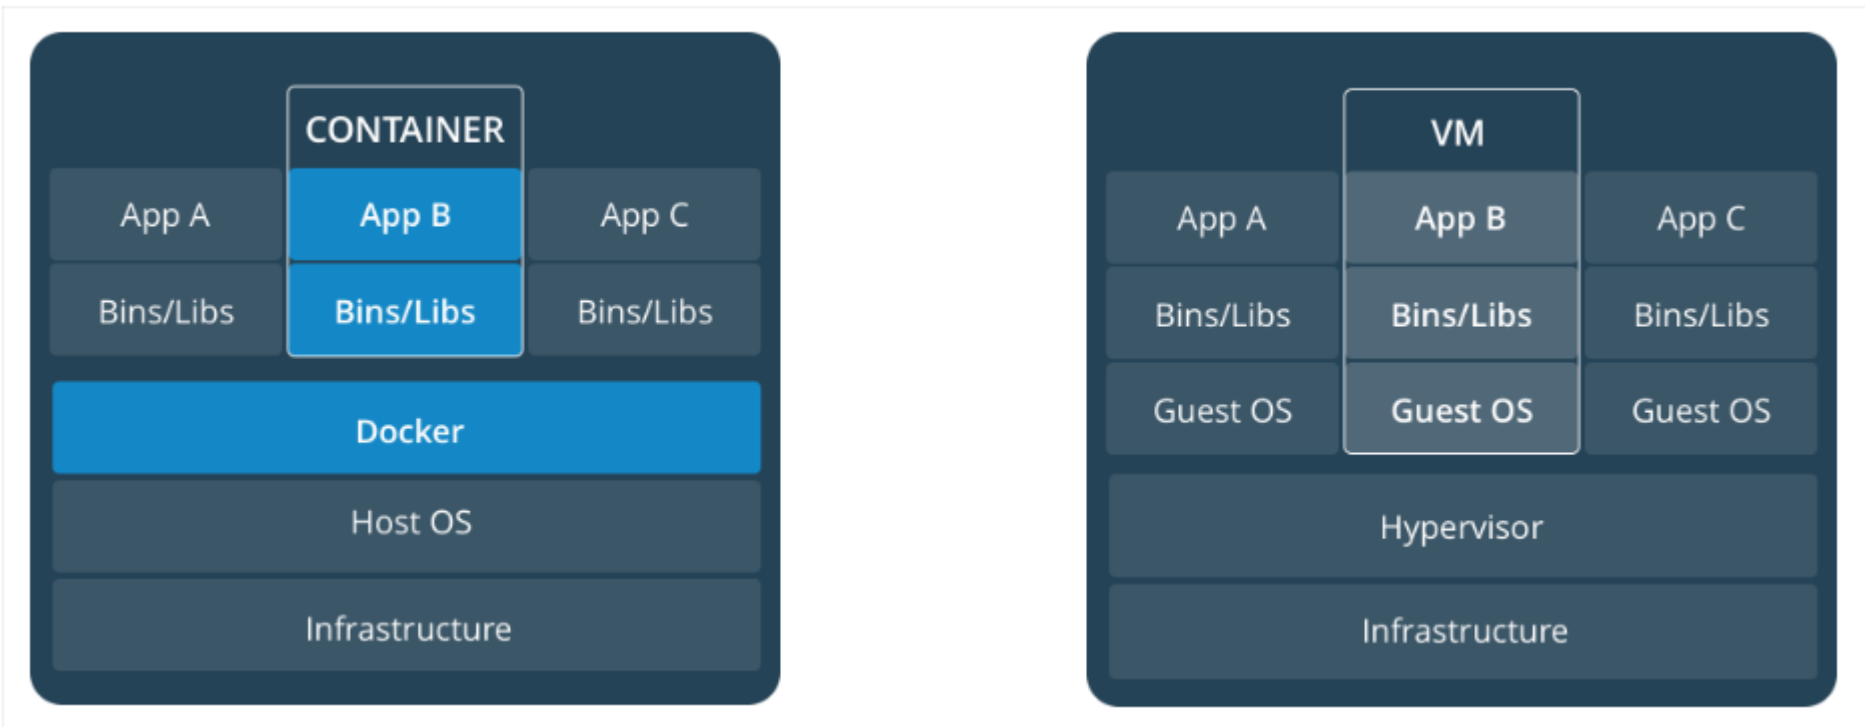 CONTAINER
App A
App B
App C
Bins/Libs
Bins/Libs
Bins/Libs
Docker
Host OS
Infrastructure
VM
App A
App B
App C
Bins/Libs
Bins/Libs
Bins/Libs
Guest OS
Guest OS
Guest OS
Hypervisor
Infrastructure